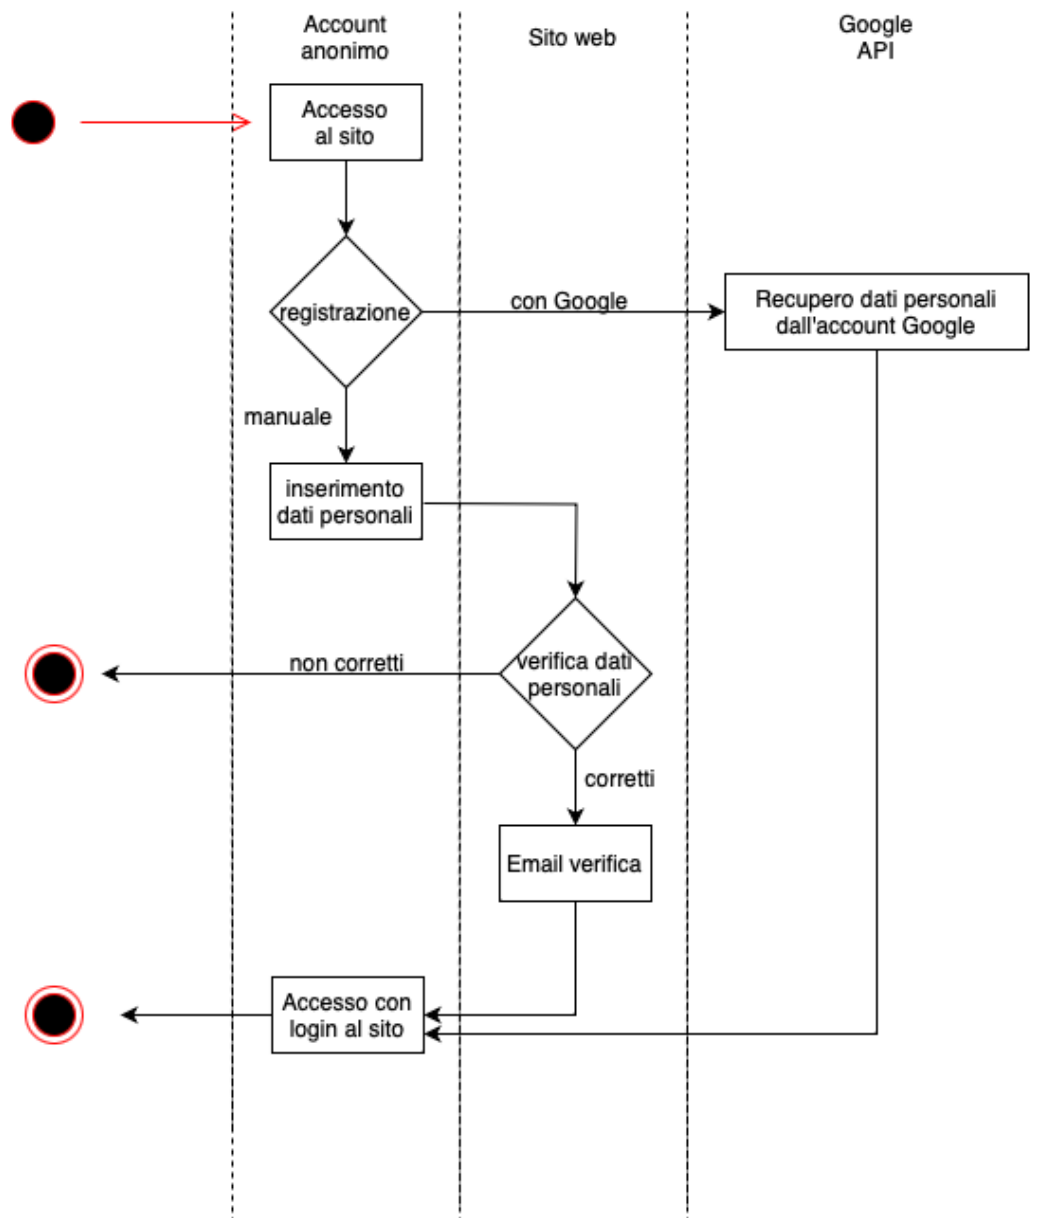 Account
anonimo
Sito web
Google
API
Accesso
al sito
registrazione
con Google
Recupero dati personali
dall'account Google
manuale
inserimento
dati personali
non corretti
verifica dati
personali
corretti
Email verifica
Accesso con
login al sito